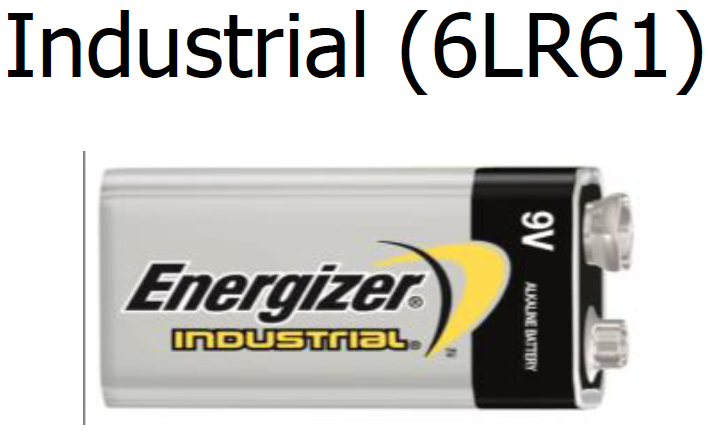 Industrial (6LR61)
9V
ALKALINE BATTERY
Energizer®
INDUSTRIAL®